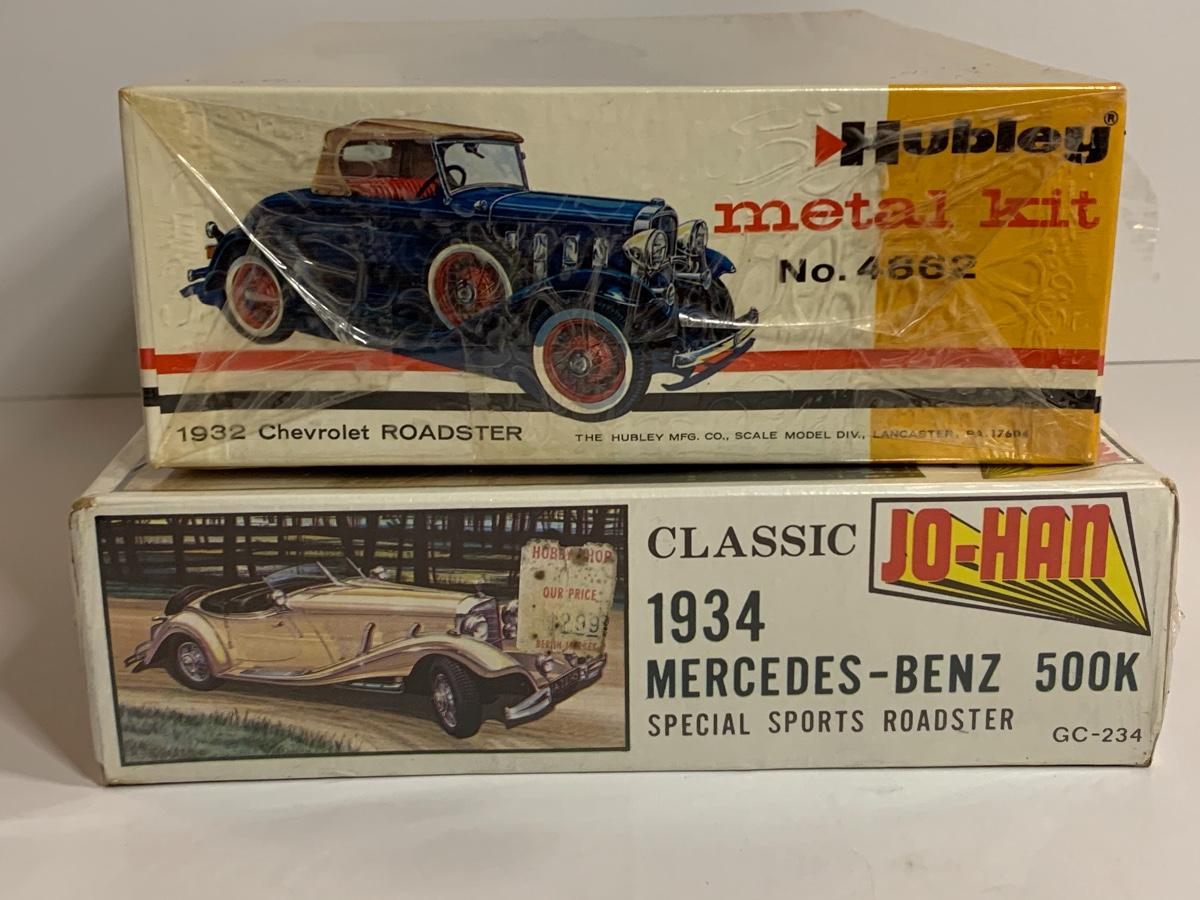 Hubley®
metal kit
No. 4862
1932 Chevrolet ROADSTER
THE HUBLEY MFG. CO., SCALE MODEL DIV., LANCASTER, PA. 17604
CLASSIC
JO-HAN
1934
MERCEDES-BENZ 500K
SPECIAL SPORTS ROADSTER
GC-234
HOBBY SHOP
OUR PRICE